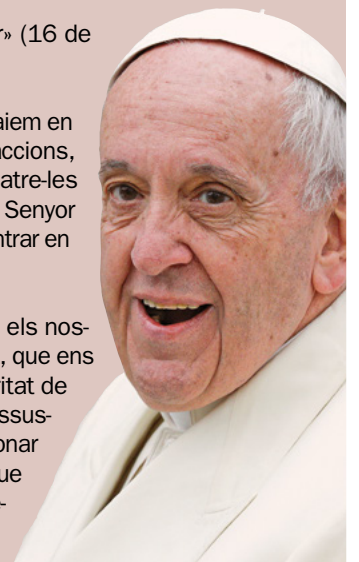 r» (16 de
aiem en
accions,
atre-les
Senyor
ntrar en
els nos-
, que ens
itat de
ssus-
onar
ue